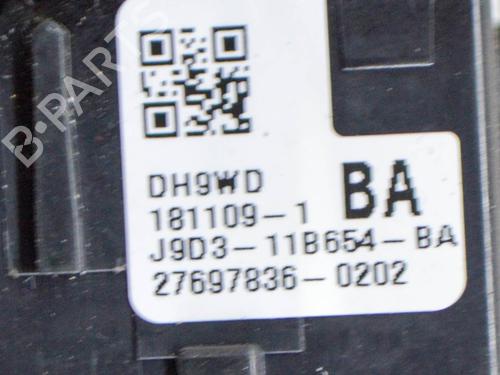 B-PARTS
DH9WD
BA
181109-1
J9D3-11B654-BA
27697836-0202